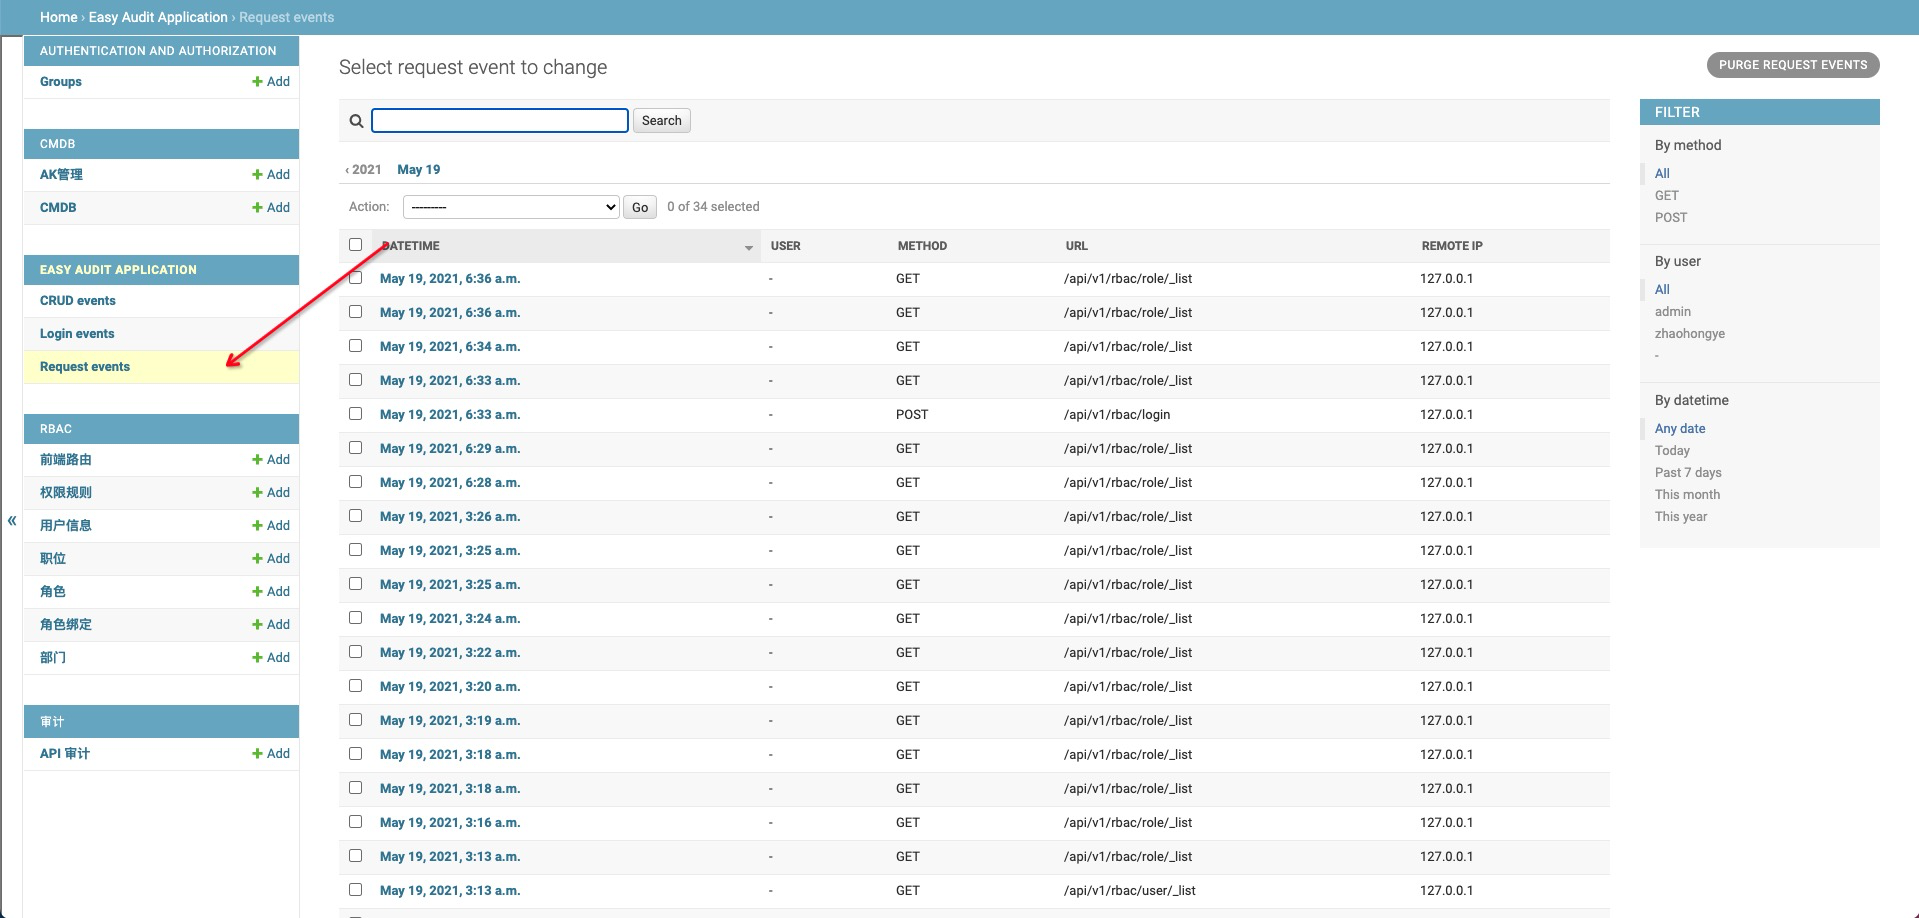 Home › Easy Audit Application › Request events
AUTHENTICATION AND AUTHORIZATION
Groups + Add
CMDB
AK管理 + Add
CMDB + Add
EASY AUDIT APPLICATION
CRUD events
Login events
Request events
RBAC
前端路由 + Add
权限规则 + Add
用户信息 + Add
职位 + Add
角色 + Add
角色绑定 + Add
部门 + Add
审计
API 审计 + Add
«
Select request event to change
PURGE REQUEST EVENTS
Search
‹ 2021 May 19
Action: --------- Go 0 of 34 selected
DATETIME USER METHOD URL REMOTE IP
May 19, 2021, 6:36 a.m. - GET /api/v1/rbac/role/_list 127.0.0.1
May 19, 2021, 6:36 a.m. - GET /api/v1/rbac/role/_list 127.0.0.1
May 19, 2021, 6:34 a.m. - GET /api/v1/rbac/role/_list 127.0.0.1
May 19, 2021, 6:33 a.m. - GET /api/v1/rbac/role/_list 127.0.0.1
May 19, 2021, 6:33 a.m. - POST /api/v1/rbac/login 127.0.0.1
May 19, 2021, 6:29 a.m. - GET /api/v1/rbac/role/_list 127.0.0.1
May 19, 2021, 6:28 a.m. - GET /api/v1/rbac/role/_list 127.0.0.1
May 19, 2021, 3:26 a.m. - GET /api/v1/rbac/role/_list 127.0.0.1
May 19, 2021, 3:25 a.m. - GET /api/v1/rbac/role/_list 127.0.0.1
May 19, 2021, 3:25 a.m. - GET /api/v1/rbac/role/_list 127.0.0.1
May 19, 2021, 3:24 a.m. - GET /api/v1/rbac/role/_list 127.0.0.1
May 19, 2021, 3:22 a.m. - GET /api/v1/rbac/role/_list 127.0.0.1
May 19, 2021, 3:20 a.m. - GET /api/v1/rbac/role/_list 127.0.0.1
May 19, 2021, 3:19 a.m. - GET /api/v1/rbac/role/_list 127.0.0.1
May 19, 2021, 3:18 a.m. - GET /api/v1/rbac/role/_list 127.0.0.1
May 19, 2021, 3:18 a.m. - GET /api/v1/rbac/role/_list 127.0.0.1
May 19, 2021, 3:16 a.m. - GET /api/v1/rbac/role/_list 127.0.0.1
May 19, 2021, 3:13 a.m. - GET /api/v1/rbac/role/_list 127.0.0.1
May 19, 2021, 3:13 a.m. - GET /api/v1/rbac/user/_list 127.0.0.1
FILTER
By method
All
GET
POST
By user
All
admin
zhaohongye
-
By datetime
Any date
Today
Past 7 days
This month
This year